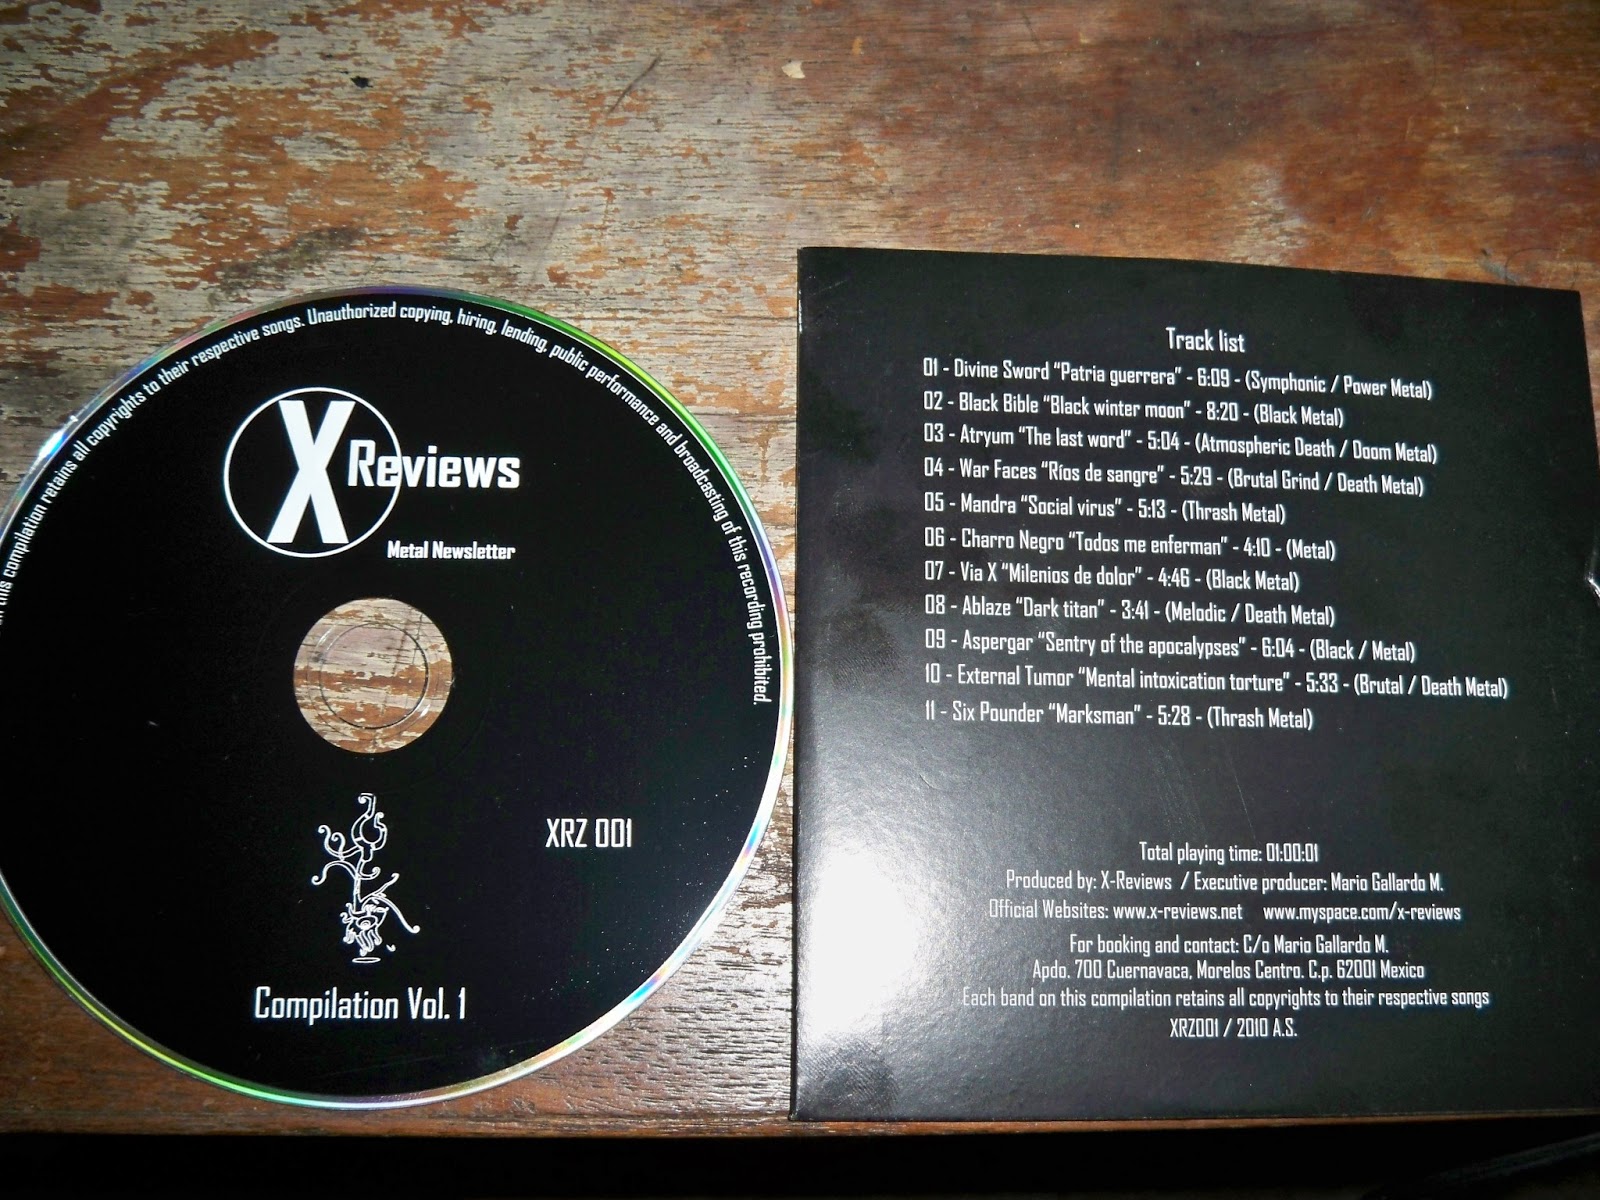 this compilation retains all copyrights to their respective songs. Unauthorized copying, hiring, lending, public performance and broadcasting of this recording prohibited.
X Reviews
Metal Newsletter
XRZ 001
Compilation Vol. 1
Track list
01 - Divine Sword “Patria guerrera” - 6:09 - (Symphonic / Power Metal)
02 - Black Bible “Black winter moon” - 8:20 - (Black Metal)
03 - Atryum “The last word” - 5:04 - (Atmospheric Death / Doom Metal)
04 - War Faces “Ríos de sangre” - 5:29 - (Brutal Grind / Death Metal)
05 - Mandra “Social virus” - 5:13 - (Thrash Metal)
06 - Charro Negro “Todos me enferman” - 4:10 - (Metal)
07 - Via X “Milenios de dolor” - 4:46 - (Black Metal)
08 - Ablaze “Dark titan” - 3:41 - (Melodic / Death Metal)
09 - Aspergar “Sentry of the apocalypses” - 6:04 - (Black / Metal)
10 - External Tumor “Mental intoxication torture” - 5:33 - (Brutal / Death Metal)
11 - Six Pounder “Marksman” - 5:28 - (Thrash Metal)
Total playing time: 01:00:01
Produced by: X-Reviews / Executive producer: Mario Gallardo M.
Official Websites: www.x-reviews.net www.myspace.com/x-reviews
For booking and contact: C/o Mario Gallardo M.
Apdo. 700 Cuernavaca, Morelos Centro. C.p. 62001 Mexico
Each band on this compilation retains all copyrights to their respective songs
XRZ001 / 2010 A.S.